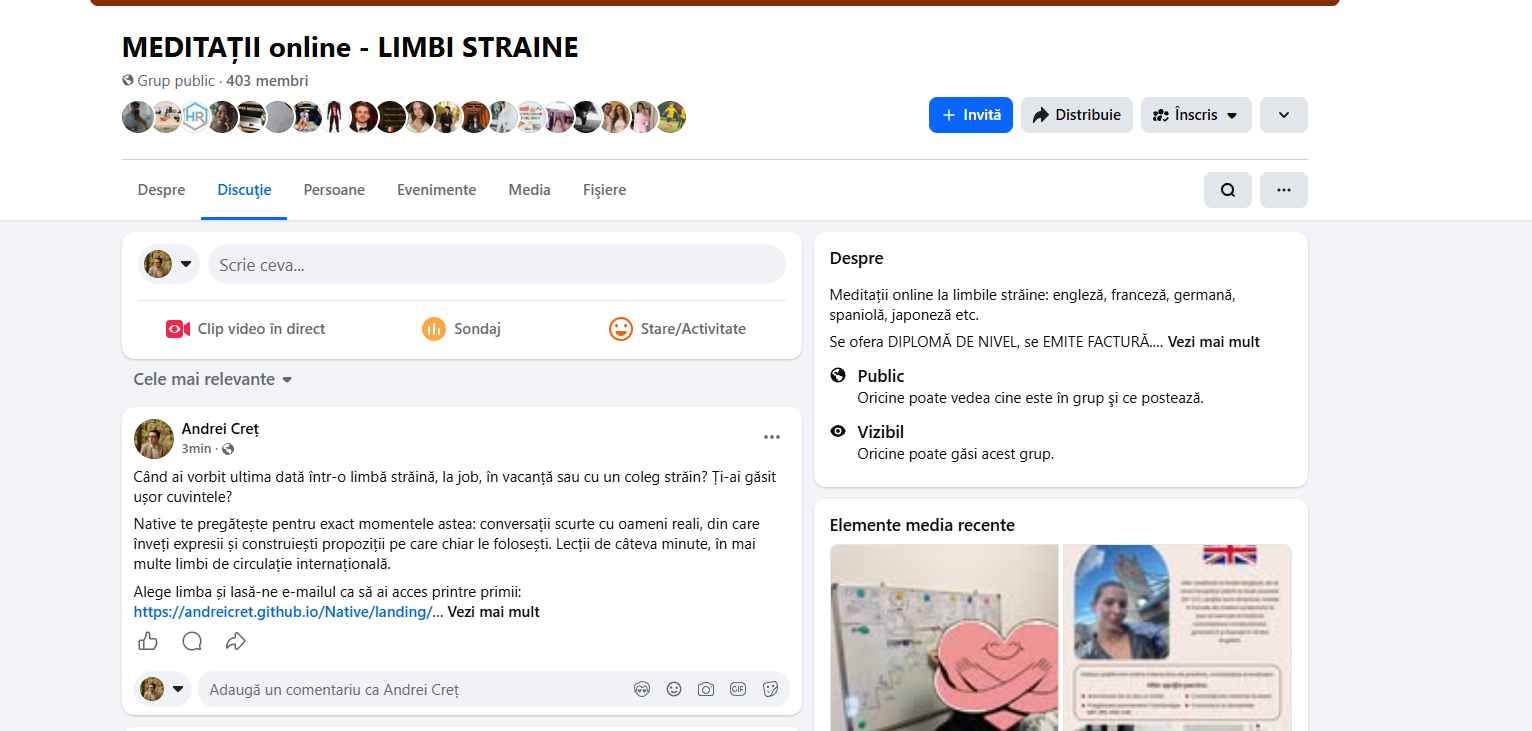 MEDITAȚII online - LIMBI STRAINE
Grup public · 403 membri
HR
Invită
Distribuie
Înscris
Despre
Discuţie
Persoane
Evenimente
Media
Fişiere
Scrie ceva...
Clip video în direct
Sondaj
Stare/Activitate
Cele mai relevante
Andrei Creț
3min ·
Când ai vorbit ultima dată într-o limbă străină, la job, în vacanță sau cu un coleg străin? Ți-ai găsit
ușor cuvintele?
Native te pregătește pentru exact momentele astea: conversații scurte cu oameni reali, din care
înveți expresii și construiești propoziții pe care chiar le folosești. Lecții de câteva minute, în mai
multe limbi de circulație internațională.
Alege limba și lasă-ne e-mailul ca să ai acces printre primii:
https://andreicret.github.io/Native/landing/... Vezi mai mult
Adaugă un comentariu ca Andrei Creț
GIF
Despre
Meditații online la limbile străine: engleză, franceză, germană,
spaniolă, japoneză etc.
Se ofera DIPLOMĂ DE NIVEL, se EMITE FACTURĂ.... Vezi mai mult
Public
Oricine poate vedea cine este în grup şi ce postează.
Vizibil
Oricine poate găsi acest grup.
Elemente media recente